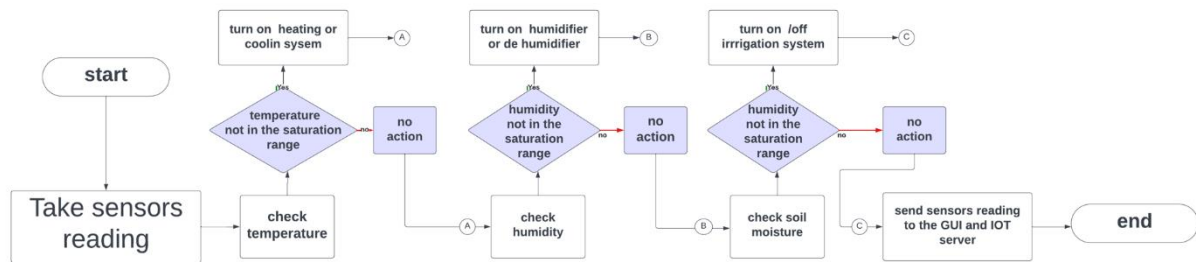 start
Take sensors
reading
check
temperature
temperature
not in the saturation
range
iYes
turn on heating or
coolin sysem
A
no
no
action
A
check
humidity
humidity
not in the
saturation
range
iYes
turn on humidifier
or de humidifier
B
no
no
action
B
check soil
moisture
humidity
not in the
saturation
range
iYes
turn on /off
irrrigation system
C
no
no
action
C
send sensors reading
to the GUI and IOT
server
end